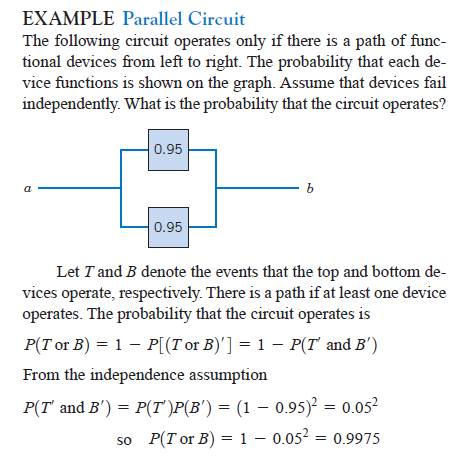 EXAMPLE Parallel Circuit
The following circuit operates only if there is a path of func-
tional devices from left to right. The probability that each de-
vice functions is shown on the graph. Assume that devices fail
independently. What is the probability that the circuit operates?
0.95
a
b
0.95
Let T and B denote the events that the top and bottom de-
vices operate, respectively. There is a path if at least one device
operates. The probability that the circuit operates is
P(T or B) = 1 − P[(T or B)′] = 1 − P(T′ and B′)
From the independence assumption
P(T′ and B′) = P(T′)P(B′) = (1 − 0.95)² = 0.05²
so P(T or B) = 1 − 0.05² = 0.9975